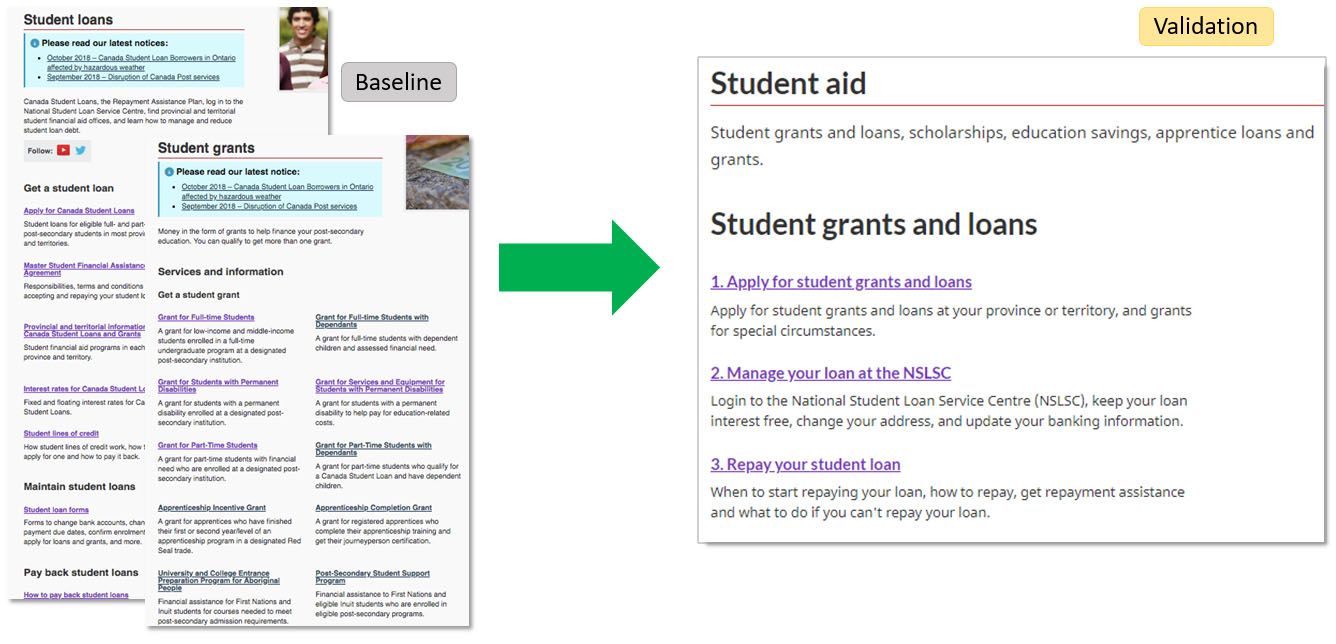 Student loans
Please read our latest notices:
October 2018 – Canada Student Loan Borrowers in Ontario
affected by hazardous weather
September 2018 – Disruption of Canada Post services
Canada Student Loans, the Repayment Assistance Plan, log in to the
National Student Loan Service Centre, find provincial and territorial
student financial aid offices, and learn how to manage and reduce
student loan debt.
Follow:
Get a student loan
Apply for Canada Student Loans
Student loans for eligible full- and part-
post-secondary students in most
and territories.
Master Student Financial Assistance
Agreement
Responsibilities, terms and conditions
accepting and repaying your student
Provincial and territorial information
Canada Student Loans and Grants
Student financial aid programs in each
province and territory.
Interest rates for Canada Student
Fixed and floating interest rates for
Student Loans.
Student lines of credit
How student lines of credit work, how
apply for one and how to pay it back.
Maintain student loans
Student loan forms
Forms to change bank accounts,
payment due dates, confirm
apply for loans and grants, and more.
Pay back student loans
How to pay back student loans
Baseline
Student grants
Please read our latest notice:
October 2018 – Canada Student Loan Borrowers in Ontario
affected by hazardous weather
September 2018 – Disruption of Canada Post services
Money in the form of grants to help finance your post-secondary
education. You can qualify to get more than one grant.
Services and information
Get a student grant
Grant for Full-time Students
A grant for low-income and middle-income
students enrolled in a full-time
undergraduate program at a designated
post-secondary institution.
Grant for Full-time Students with
Dependants
A grant for full-time students with dependent
children and assessed financial need.
Grant for Students with Permanent
Disabilities
A grant for students with a permanent
disability enrolled at a designated post-
secondary institution.
Grant for Services and Equipment for
Students with Permanent Disabilities
A grant for students with a permanent
disability to help pay for education-related
costs.
Grant for Part-Time Students
A grant for part-time students with financial
need who are enrolled at a designated post-
secondary institution.
Grant for Part-Time Students with
Dependants
A grant for part-time students who qualify for
a Canada Student Loan and have dependent
children.
Apprenticeship Incentive Grant
A grant for apprentices who have finished
their first or second year/level of an
apprenticeship program in a designated Red
Seal trade.
Apprenticeship Completion Grant
A grant for registered apprentices who
complete their apprenticeship training and
get their journeyperson certification.
University and College Entrance
Preparation Program for Aboriginal
People
Financial assistance for First Nations and
Inuit students for courses needed to meet
post-secondary admission requirements.
Post-Secondary Student Support
Program
Financial assistance to First Nations and
eligible Inuit students who are enrolled in
eligible post-secondary programs.
Validation
Student aid
Student grants and loans, scholarships, education savings, apprentice loans and
grants.
Student grants and loans
1. Apply for student grants and loans
Apply for student grants and loans at your province or territory, and grants
for special circumstances.
2. Manage your loan at the NSLSC
Login to the National Student Loan Service Centre (NSLSC), keep your loan
interest free, change your address, and update your banking information.
3. Repay your student loan
When to start repaying your loan, how to repay, get repayment assistance
and what to do if you can't repay your loan.